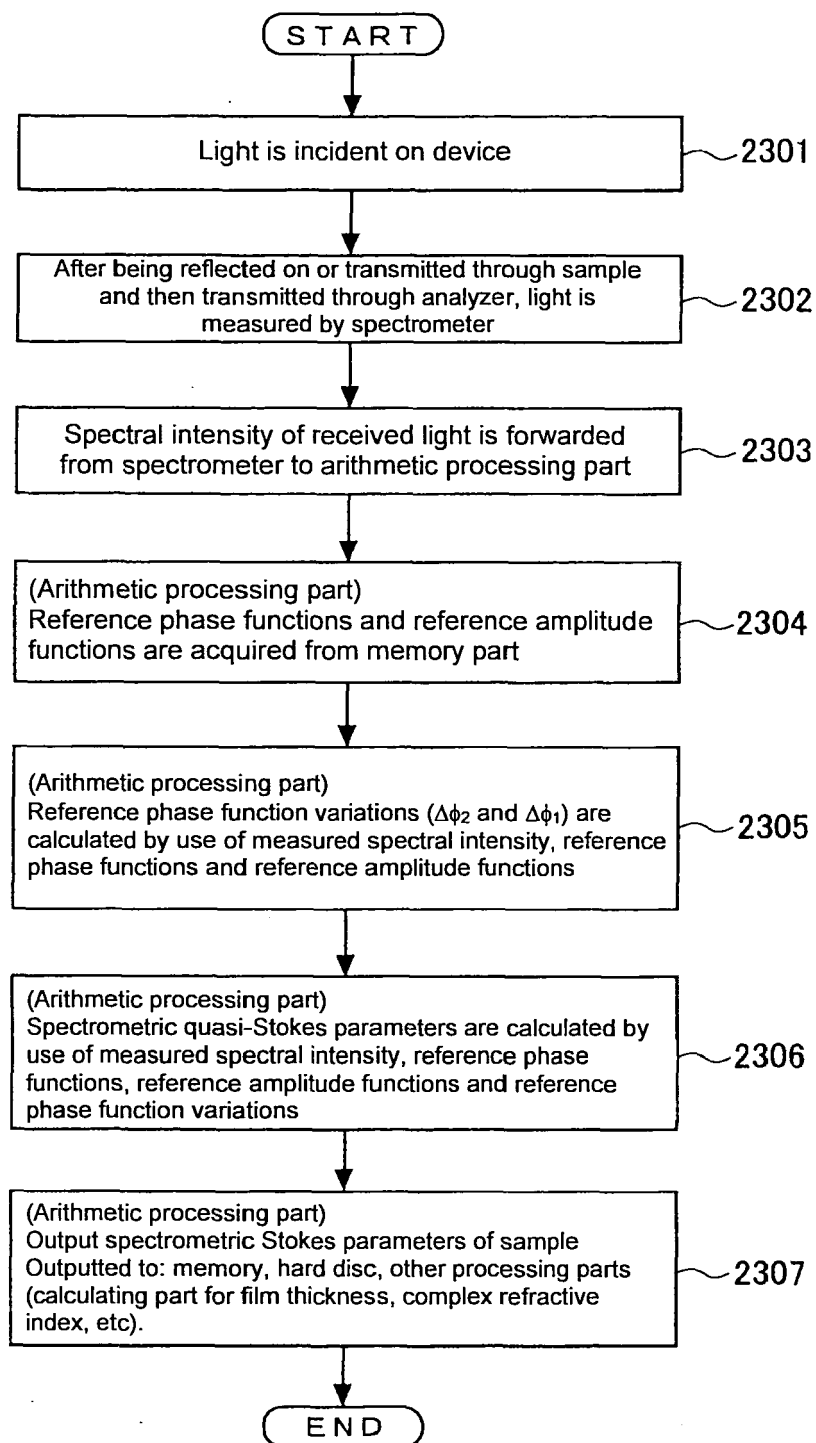 START
Light is incident on device
2301
After being reflected on or transmitted through sample
and then transmitted through analyzer, light is
measured by spectrometer
2302
Spectral intensity of received light is forwarded
from spectrometer to arithmetic processing part
2303
(Arithmetic processing part)
Reference phase functions and reference amplitude
functions are acquired from memory part
2304
(Arithmetic processing part)
Reference phase function variations (Δϕ₂ and Δϕ₁) are
calculated by use of measured spectral intensity, reference
phase functions and reference amplitude functions
2305
(Arithmetic processing part)
Spectrometric quasi-Stokes parameters are calculated by
use of measured spectral intensity, reference phase
functions, reference amplitude functions and reference
phase function variations
2306
(Arithmetic processing part)
Output spectrometric Stokes parameters of sample
Outputted to: memory, hard disc, other processing parts
(calculating part for film thickness, complex refractive
index, etc).
2307
END